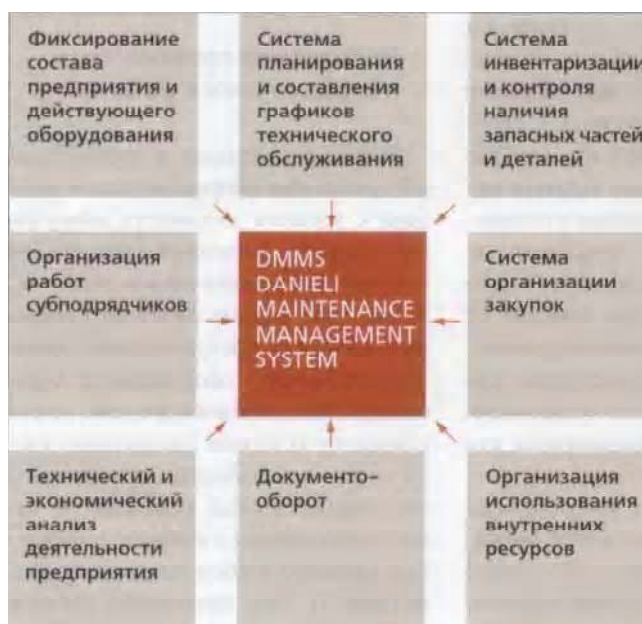 Фиксирование
состава
предприятия и
действующего
оборудования
Система
планирования
и составления
графиков
технического
обслуживания
Система
инвентаризации
и контроля
наличия
запасных частей
и деталей
Организация
работ
субподрядчиков
DMMS
DANIELI
MAINTENANCE
MANAGEMENT
SYSTEM
Система
организации
закупок
Технический и
экономический
анализ
деятельности
предприятия
Документо-
оборот
Организация
использования
внутренних
ресурсов